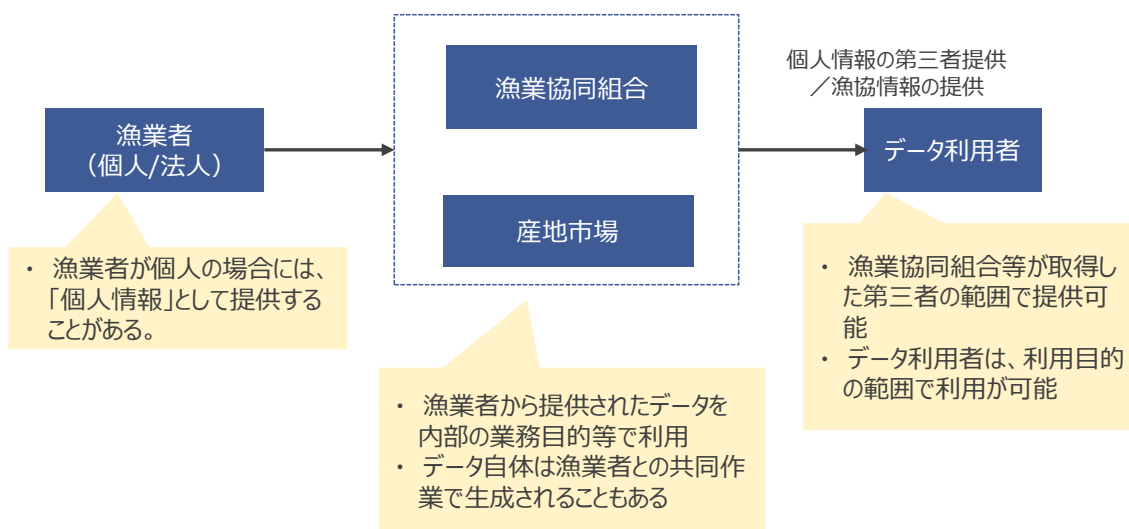 漁業者
（個人/法人）
漁業協同組合
産地市場
個人情報の第三者提供
／漁協情報の提供
データ利用者
・ 漁業者が個人の場合には、
「個人情報」として提供する
ことがある。
・ 漁業者から提供されたデータを
内部の業務目的等で利用
・ データ自体は漁業者との共同作
業で生成されることもある
・ 漁業協同組合等が取得し
た第三者の範囲で提供可
能
・ データ利用者は、利用目的
の範囲で利用が可能